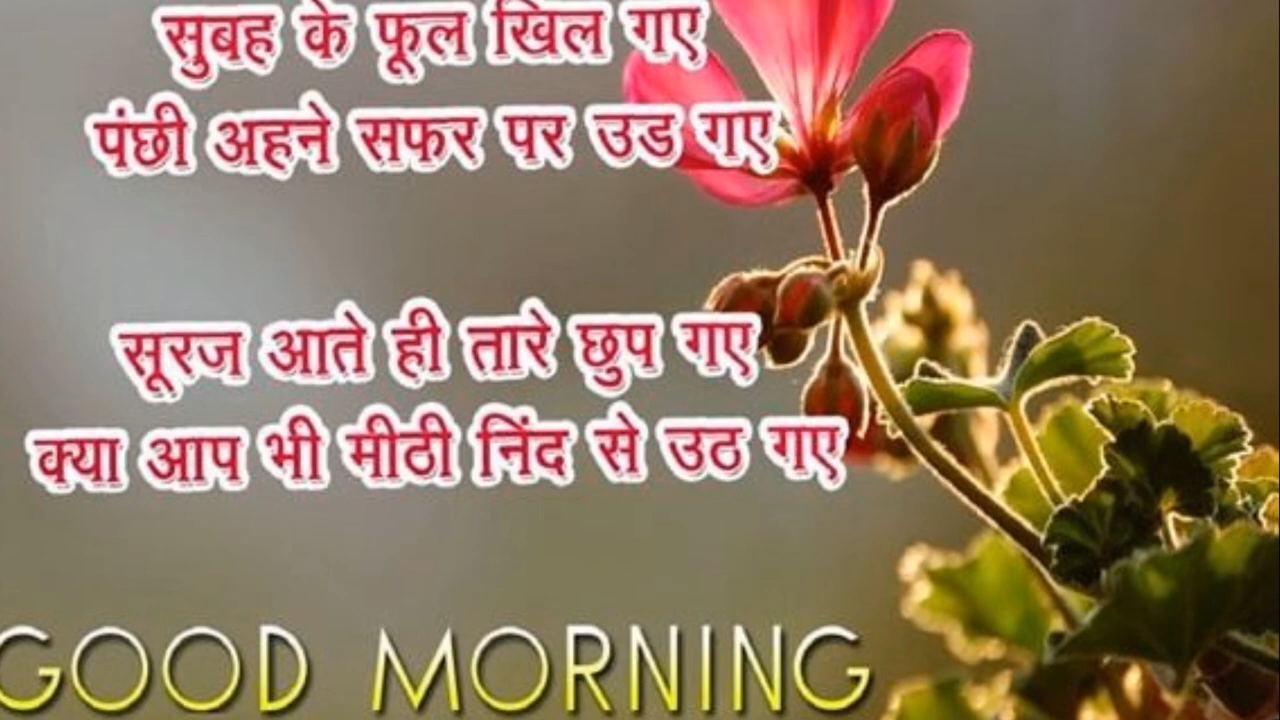 सुबह के फूल खिल गए
पंछी अहने सफर पर उड गए
सूरज आते ही तारे छुप गए
क्या आप भी मीठी निंद से उठ गए
GOOD MORNING